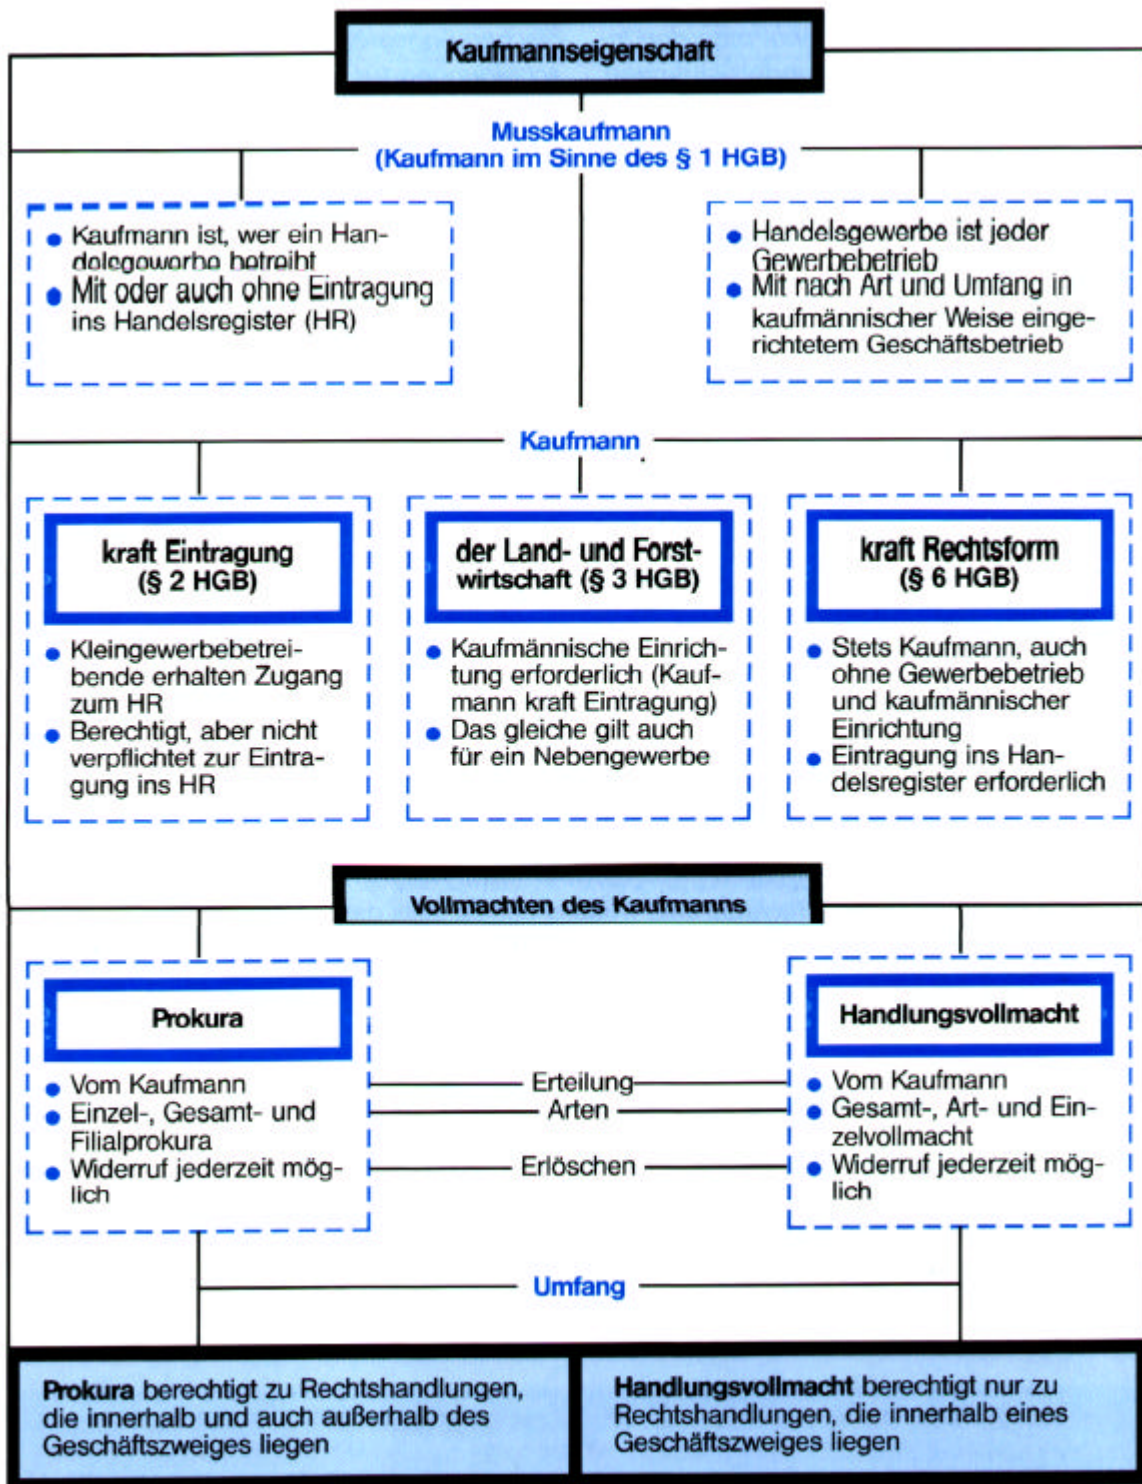 Kaufmannseigenschaft
Musskaufmann
(Kaufmann im Sinne des § 1 HGB)
Kaufmann ist, wer ein Han-
delsgewerbe betreibt
Mit oder auch ohne Eintragung
ins Handelsregister (HR)
Handelsgewerbe ist jeder
Gewerbebetrieb
Mit nach Art und Umfang in
kaufmännischer Weise einge-
richtetem Geschäftsbetrieb
Kaufmann
kraft Eintragung
(§ 2 HGB)
Kleingewerbebetrei-
bende erhalten Zugang
zum HR
Berechtigt, aber nicht
verpflichtet zur Eintra-
gung ins HR
der Land- und Forst-
wirtschaft (§ 3 HGB)
Kaufmännische Einrich-
tung erforderlich (Kauf-
mann kraft Eintragung)
Das gleiche gilt auch
für ein Nebengewerbe
kraft Rechtsform
(§ 6 HGB)
Stets Kaufmann, auch
ohne Gewerbebetrieb
und kaufmännischer
Einrichtung
Eintragung ins Han-
delsregister erforderlich
Vollmachten des Kaufmanns
Prokura
Vom Kaufmann
Einzel-, Gesamt- und
Filialprokura
Widerruf jederzeit mög-
lich
Erteilung
Arten
Erlöschen
Handlungsvollmacht
Vom Kaufmann
Gesamt-, Art- und Ein-
zelvollmacht
Widerruf jederzeit mög-
lich
Umfang
Prokura berechtigt zu Rechtshandlungen,
die innerhalb und auch außerhalb des
Geschäftszweiges liegen
Handlungsvollmacht berechtigt nur zu
Rechtshandlungen, die innerhalb eines
Geschäftszweiges liegen